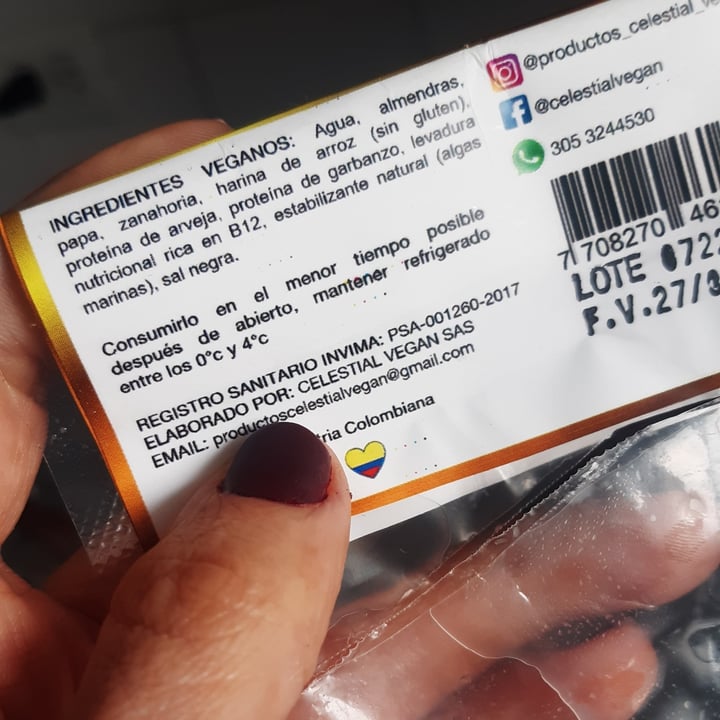 INGREDIENTES VEGANOS: Agua, almendras,
papa, zanahoria, harina de arroz (sin gluten),
proteína de arveja, proteína de garbanzo, levadura
nutricional rica en B12, estabilizante natural (algas
marinas), sal negra.
Consumirlo en el menor tiempo posible
después de abierto, mantener refrigerado
entre los 0°c y 4°c
REGISTRO SANITARIO INVIMA: PSA-001260-2017
ELABORADO POR: CELESTIAL VEGAN SAS
EMAIL: productoscelestialvegan@gmail.com
Colombiana
@productos_celestial_ve
@celestialvegan
305 3244530
7 708270 46
LOTE 0722
F.V.27/0